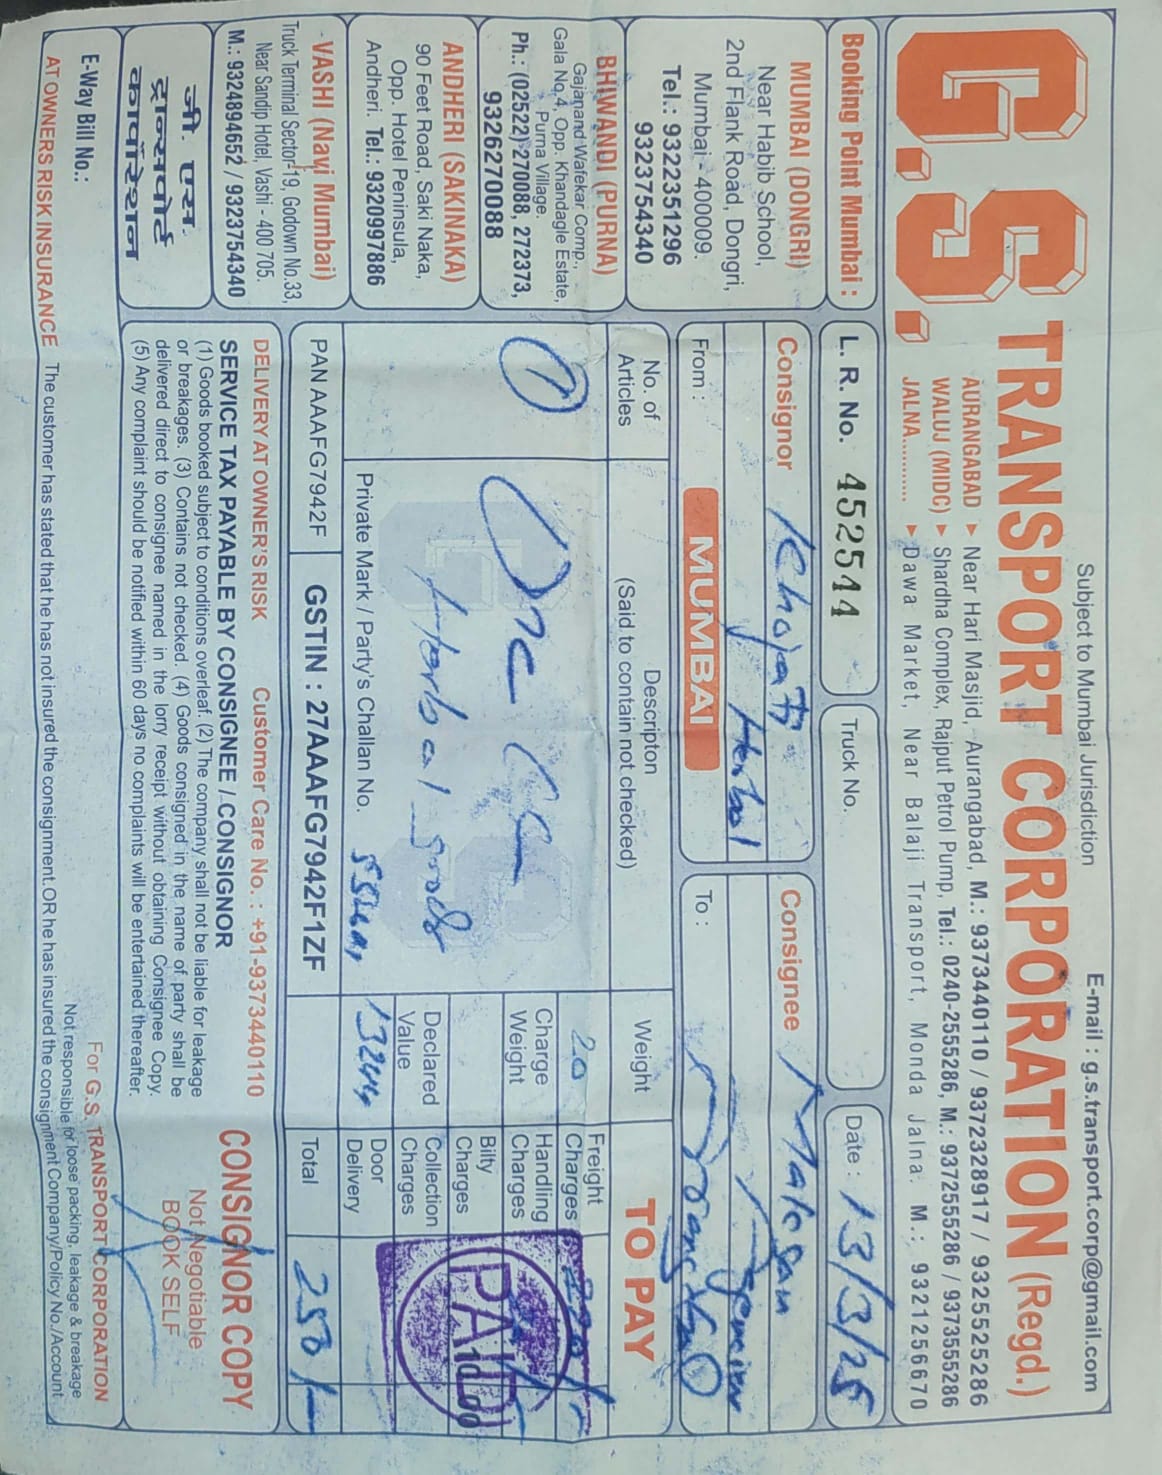 Subject to Mumbai Jurisdiction
E-mail : g.s.transport.corp@gmail.com
G.S. TRANSPORT CORPORATION (Regd.)
AURANGABAD ► Near Hari Masjid, Aurangabad, M.: 9373440110 / 9372328917 / 9325525286
WALUJ (MIDC) ► Shardha Complex, Rajput Petrol Pump, Tel.: 0240-2555286, M.: 9372555286 / 9373555286
JALNA............ ► Dawa Market, Near Balaji Transport, Monda Jalna. M.: 9321256670
Booking Point Mumbai :
L. R. No. 452544
Truck No.
Date : 13/3/25
MUMBAI (DONGRI)
Near Habib School,
2nd Flank Road, Dongri,
Mumbai - 400009.
Tel.: 9322351296
9323754340
BHIWANDI (PURNA)
Gajanand Wafekar Comp.,
Gala No.4, Opp. Khandagle Estate,
Purna Village,
Ph.: (02522) 270088, 272373,
9326270088
ANDHERI (SAKINAKA)
90 Feet Road, Saki Naka,
Opp. Hotel Peninsula,
Andheri. Tel.: 9320997886
VASHI (Navi Mumbai)
Truck Terminal Sector-19, Godown No.33,
Near Sandip Hotel, Vashi - 400 705.
M.: 9324894652 / 9323754340
जी. एस.
ट्रान्सपोर्ट
कार्पोरेशन
Consignor Khojati
Herbal
From : MUMBAI
Consignee
To :
No. of Articles
Descripton
(Said to contain not checked)
Weight
TO PAY
1
One
Herbal goods
20
Charge Weight
Declared Value
Freight Charges
Handling Charges
Bilty Charges 10.00
Collection Charges
Door Delivery
Total 250/-
PAID
Private Mark / Party's Challan No.
PAN AAAFG7942F
GSTIN : 27AAAFG7942F1ZF
DELIVERY AT OWNER'S RISK Customer Care No. : +91-9373440110
SERVICE TAX PAYABLE BY CONSIGNEE / CONSIGNOR
(1) Goods booked subject to conditions overleaf. (2) The company shall not be liable for leakage
or breakages. (3) Contains not checked. (4) Goods consigned in the name of party shall be
delivered direct to consignee named in the lorry receipt without obtaining Consignee Copy.
(5) Any complaint should be notified within 60 days no complaints will be entertained thereafter.
CONSIGNOR COPY
Not Negotiable
BOOK SELF
For G.S. TRANSPORT CORPORATION
E-Way Bill No.:
Not responsible for loose packing, leakage & breakage
AT OWNERS RISK INSURANCE The customer has stated that he has not insured the consignment.OR he has insured the consignment Company/Policy No./Account